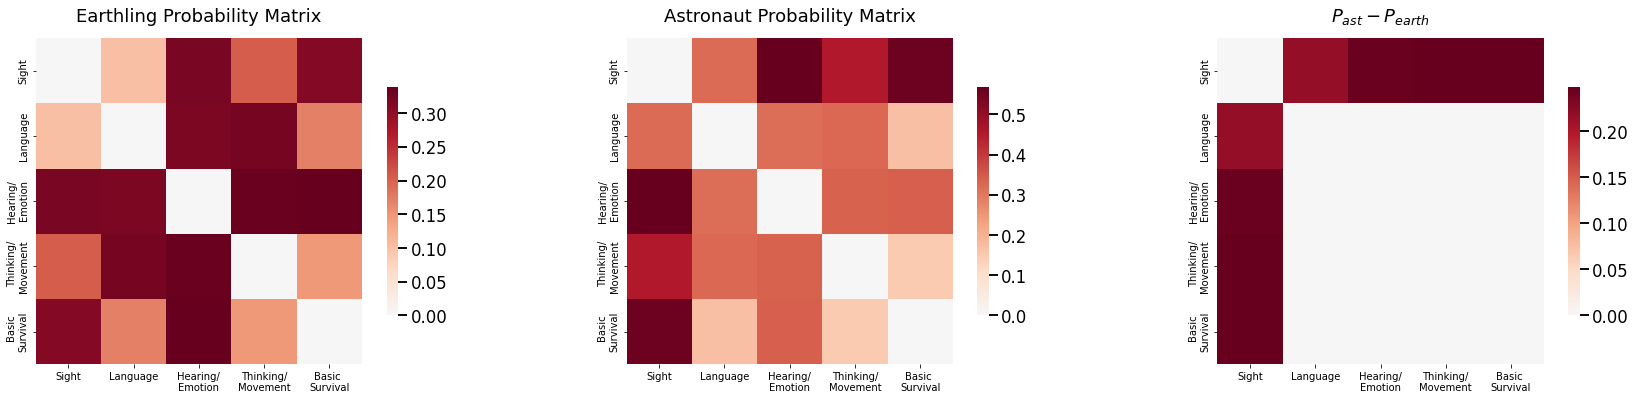 Earthling Probability Matrix
Sight
Language
Hearing/
Emotion
Thinking/
Movement
Basic
Survival
Sight
Language
Hearing/
Emotion
Thinking/
Movement
Basic
Survival
0.30
0.25
0.20
0.15
0.10
0.05
0.00
Astronaut Probability Matrix
Sight
Language
Hearing/
Emotion
Thinking/
Movement
Basic
Survival
Sight
Language
Hearing/
Emotion
Thinking/
Movement
Basic
Survival
0.5
0.4
0.3
0.2
0.1
0.0
P_{ast} − P_{earth}
Sight
Language
Hearing/
Emotion
Thinking/
Movement
Basic
Survival
Sight
Language
Hearing/
Emotion
Thinking/
Movement
Basic
Survival
0.20
0.15
0.10
0.05
0.00